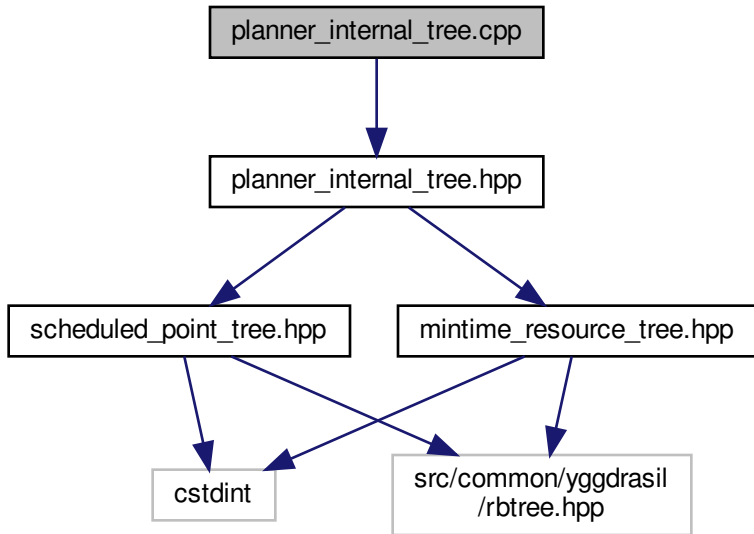 planner_internal_tree.cpp
planner_internal_tree.hpp
scheduled_point_tree.hpp
mintime_resource_tree.hpp
cstdint
src/common/yggdrasil
/rbtree.hpp